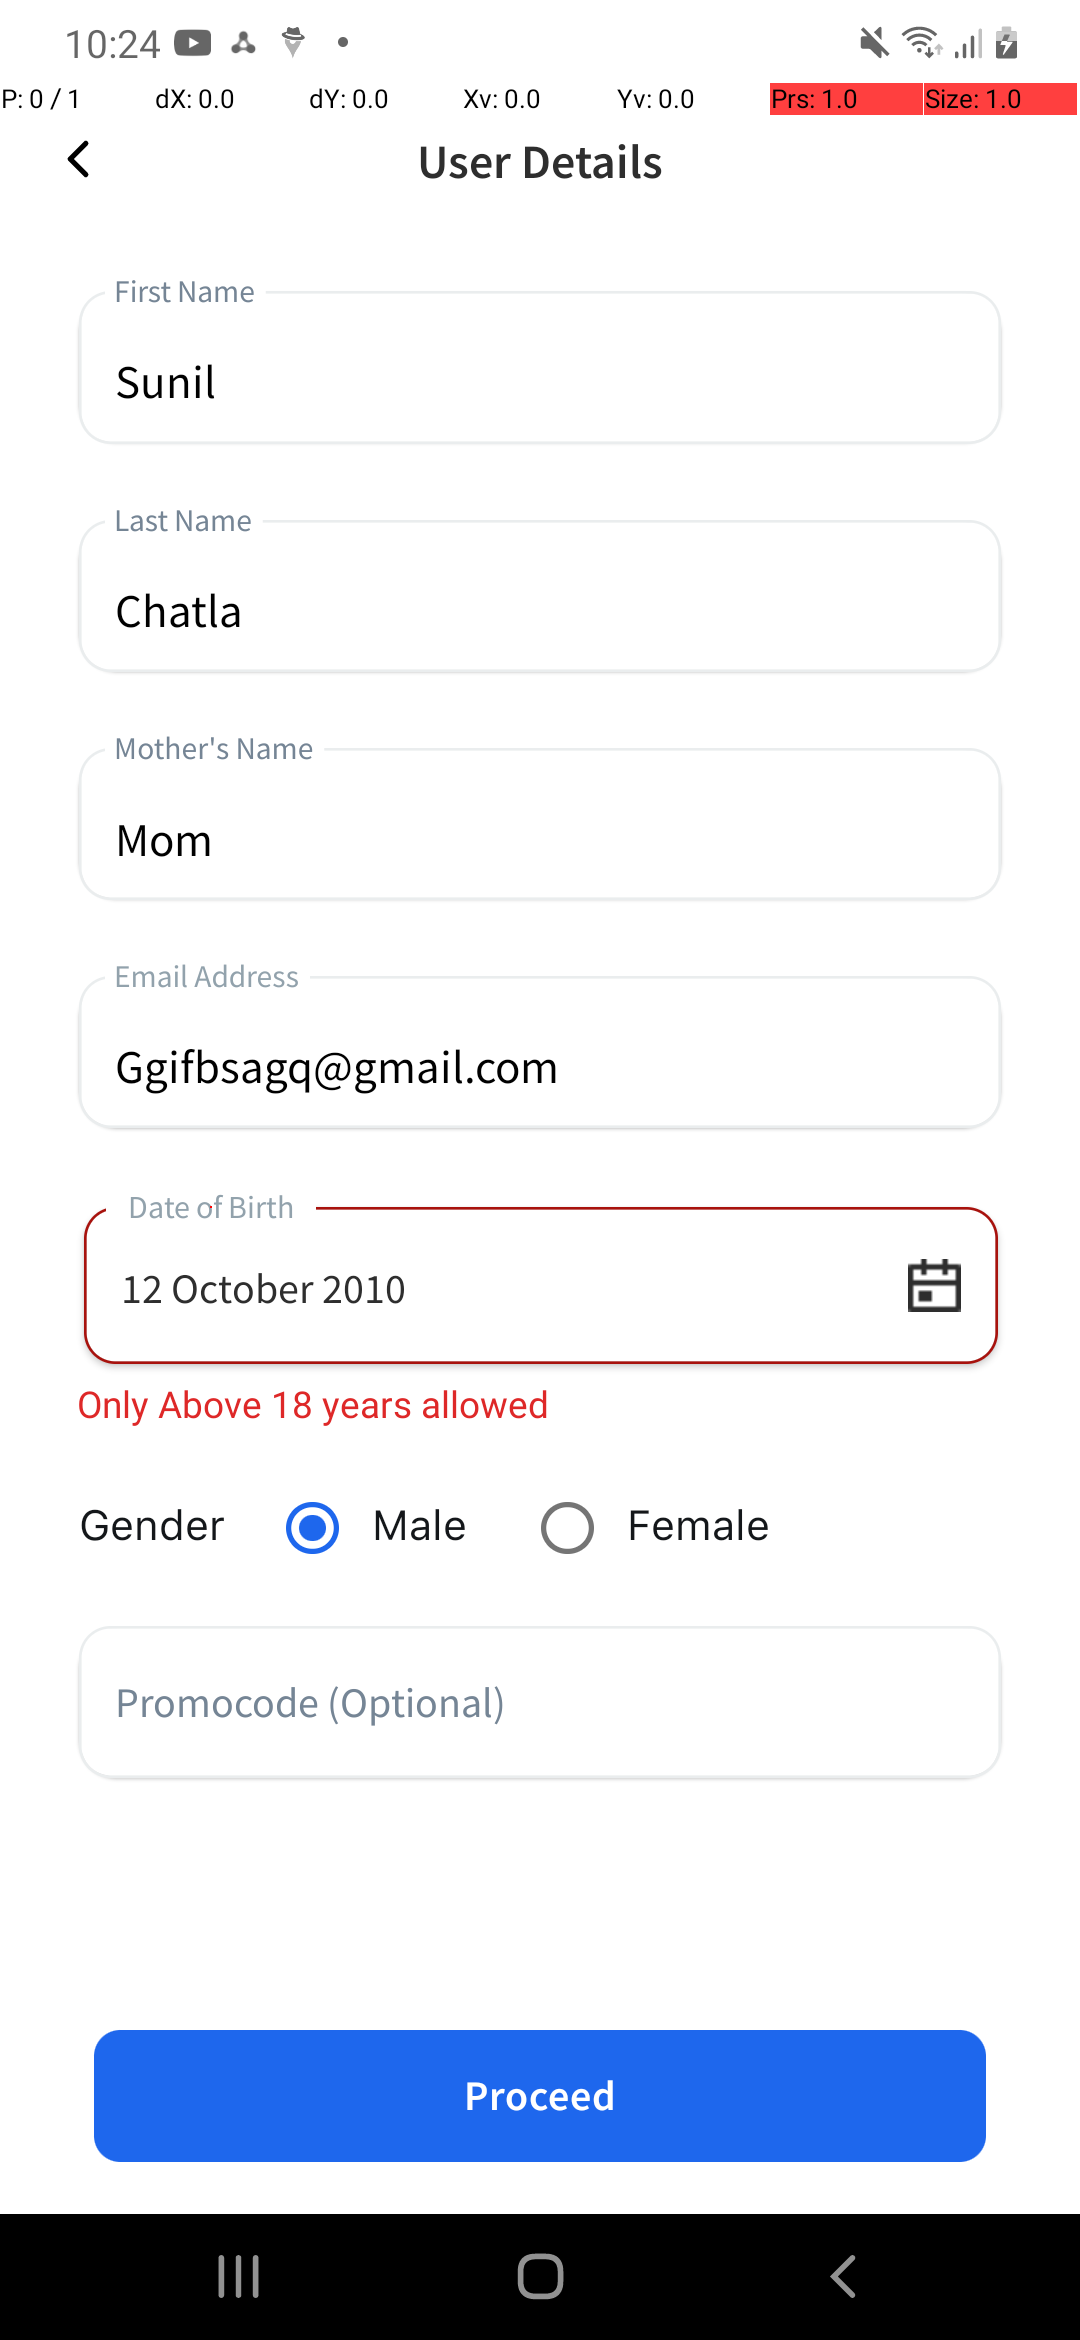 10:24
P: 0 / 1 dX: 0.0 dY: 0.0 Xv: 0.0 Yv: 0.0 Prs: 1.0 Size: 1.0
User Details
First Name
Sunil
Last Name
Chatla
Mother's Name
Mom
Email Address
Ggifbsagq@gmail.com
Date of Birth
12 October 2010
Only Above 18 years allowed
Gender Male Female
Promocode (Optional)
Proceed